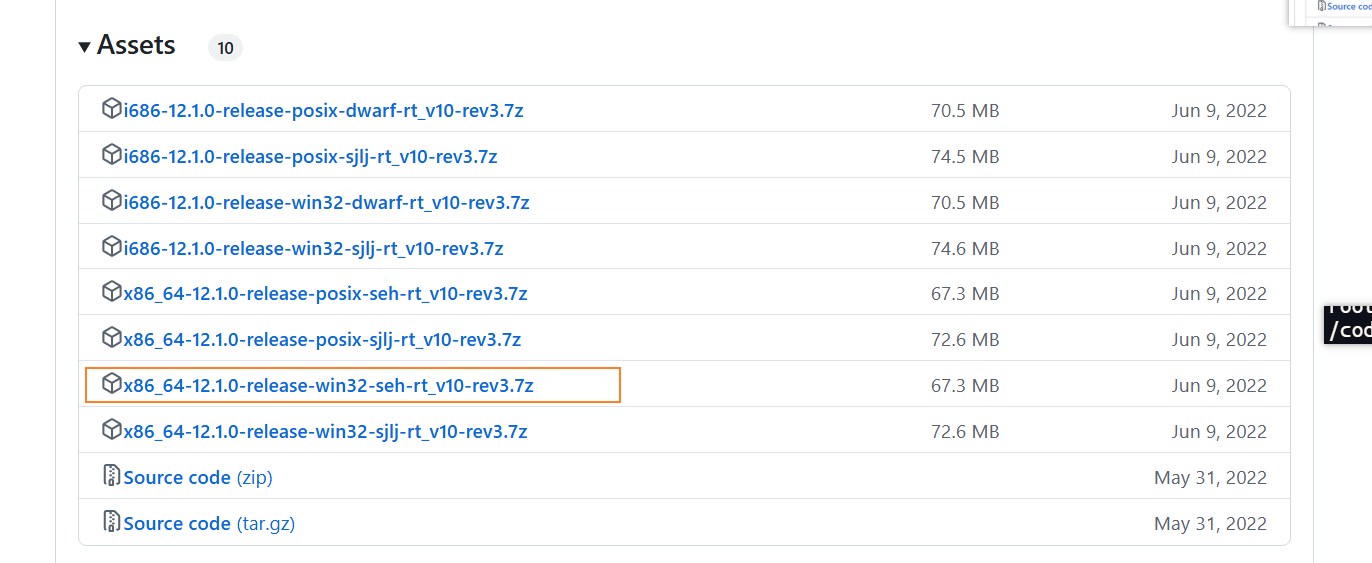 Source cod
Assets 10
i686-12.1.0-release-posix-dwarf-rt_v10-rev3.7z 70.5 MB Jun 9, 2022
i686-12.1.0-release-posix-sjlj-rt_v10-rev3.7z 74.5 MB Jun 9, 2022
i686-12.1.0-release-win32-dwarf-rt_v10-rev3.7z 70.5 MB Jun 9, 2022
i686-12.1.0-release-win32-sjlj-rt_v10-rev3.7z 74.6 MB Jun 9, 2022
x86_64-12.1.0-release-posix-seh-rt_v10-rev3.7z 67.3 MB Jun 9, 2022
root
/cod
x86_64-12.1.0-release-posix-sjlj-rt_v10-rev3.7z 72.6 MB Jun 9, 2022
x86_64-12.1.0-release-win32-seh-rt_v10-rev3.7z 67.3 MB Jun 9, 2022
x86_64-12.1.0-release-win32-sjlj-rt_v10-rev3.7z 72.6 MB Jun 9, 2022
Source code (zip) May 31, 2022
Source code (tar.gz) May 31, 2022